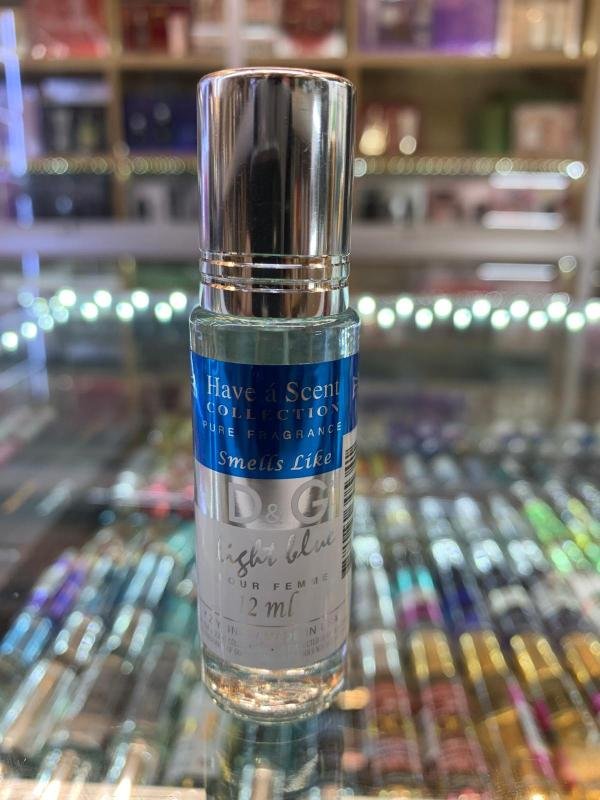 Have á Scent
COLLECTION
PURE FRAGRANCE
Smells Like
D&G
light blue
POUR FEMME
12 ml